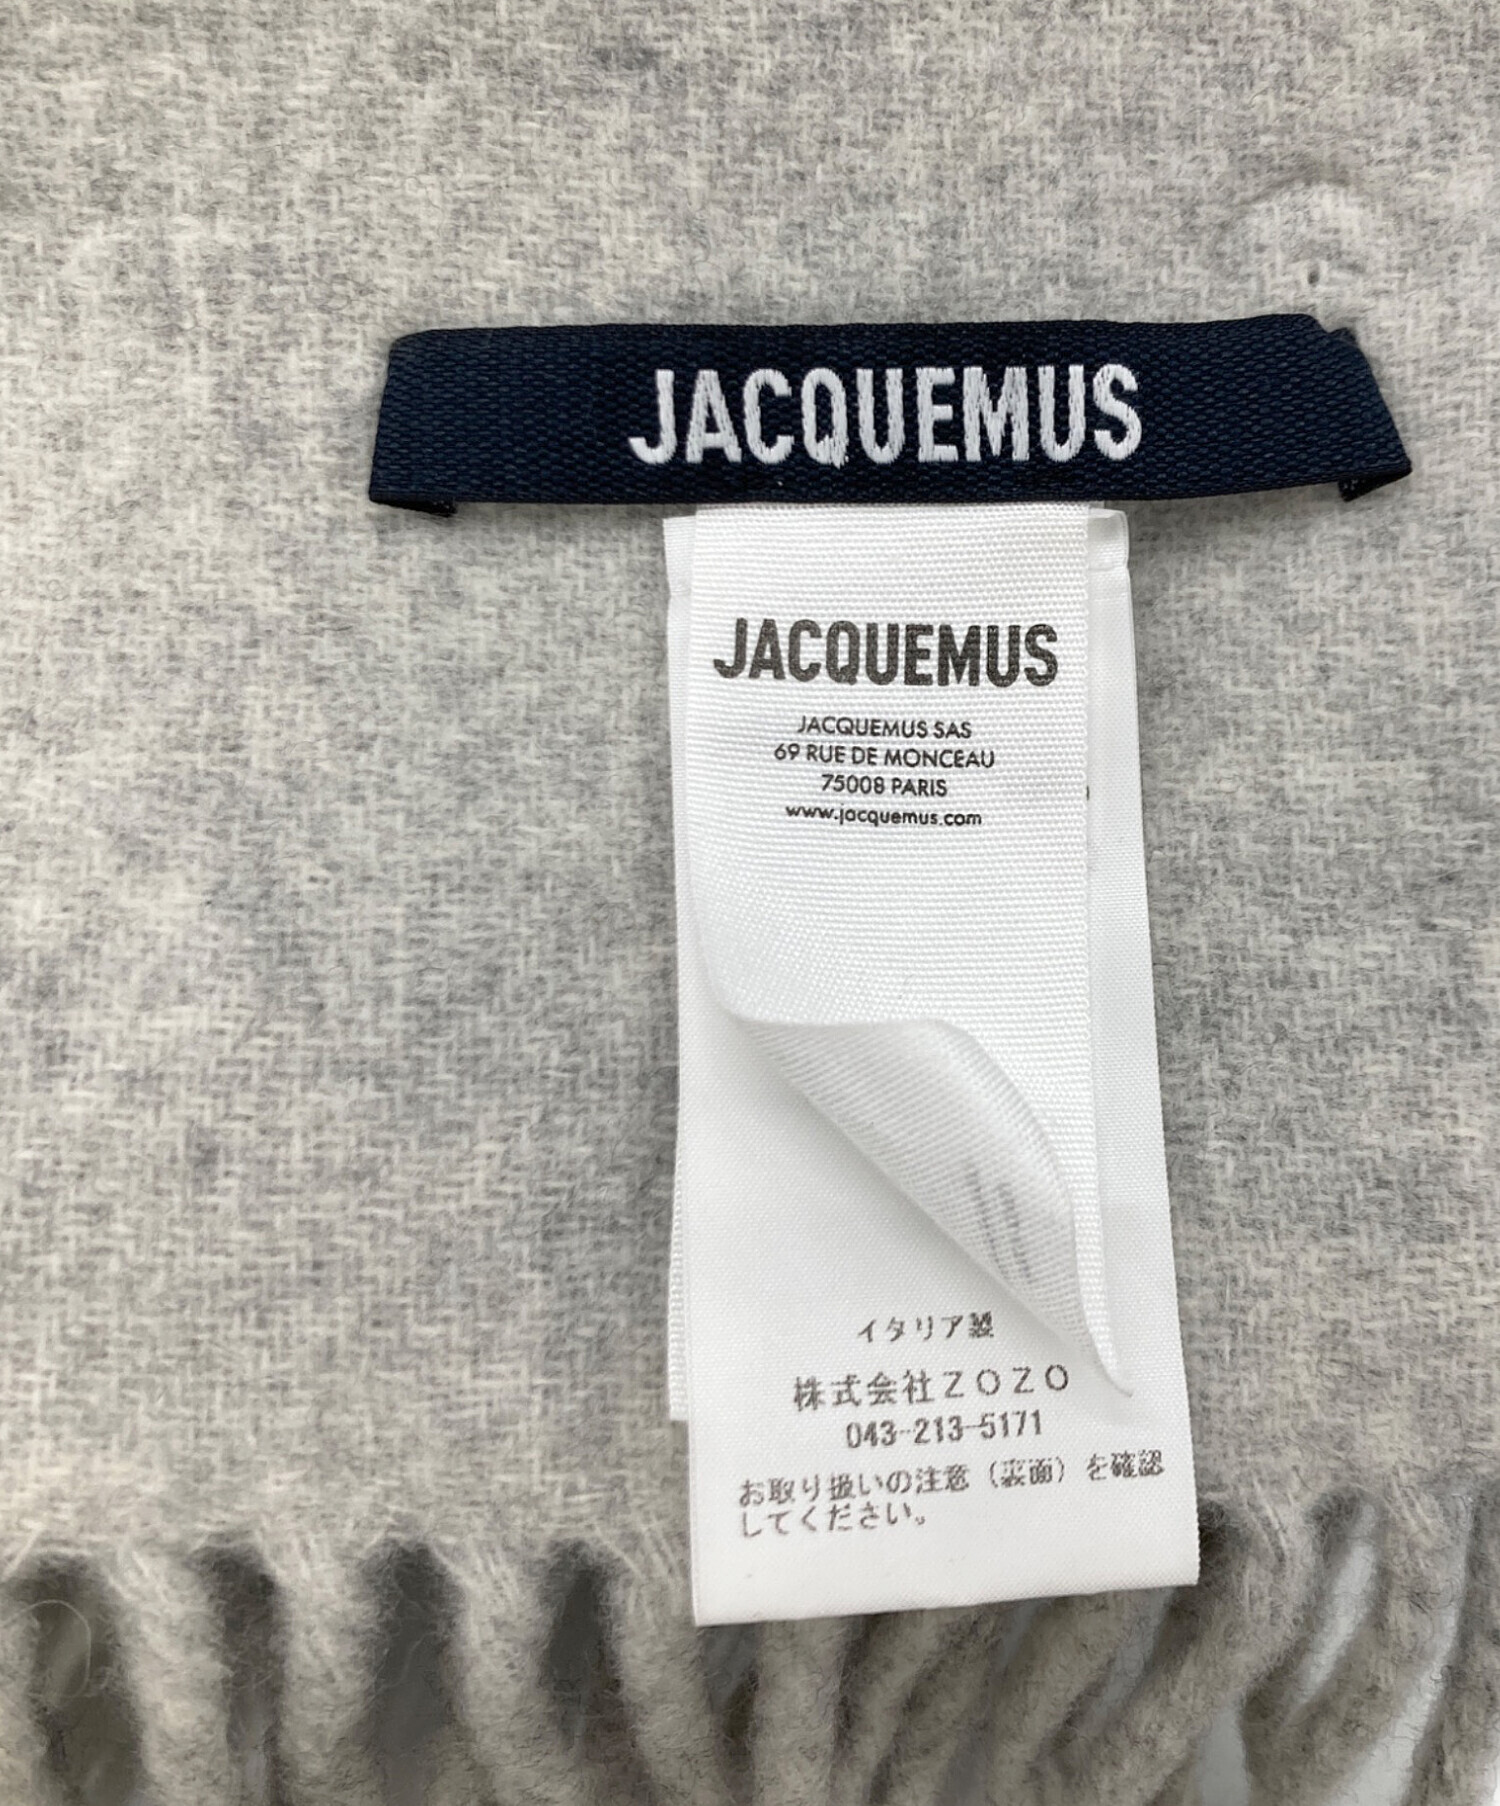 JACQUEMUS
JACQUEMUS
JACQUEMUS SAS
69 RUE DE MONCEAU
75008 PARIS
www.jacquemus.com
イタリア製
株式会社ZOZO
043-213-5171
お取り扱いの注意(裏面)を確認
してください。